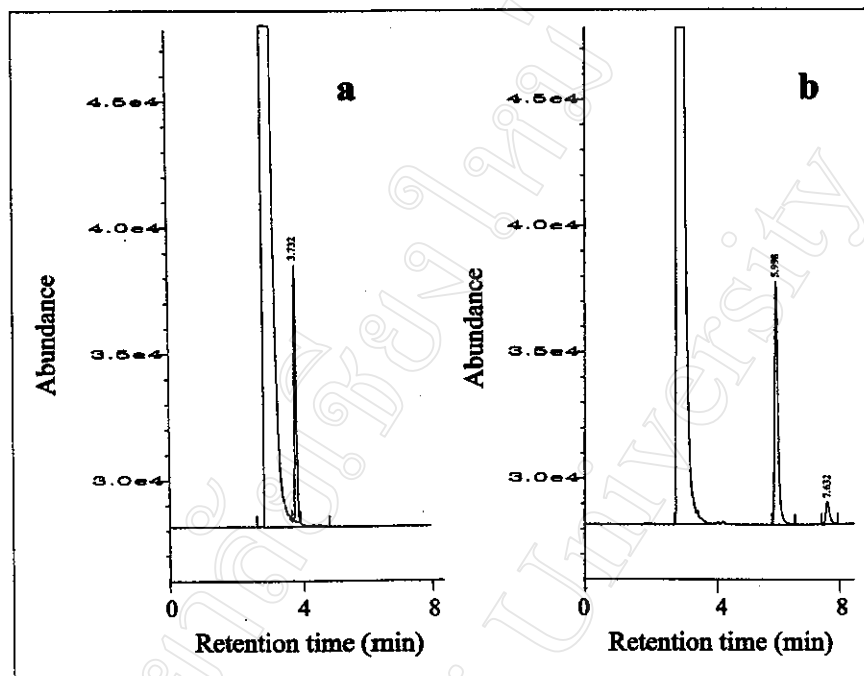 a
4.5e4
4.0e4
3.5e4
3.0e4
3.732
Abundance
0 4 8
Retention time (min)
b
4.5e4
4.0e4
3.5e4
3.0e4
5.998
7.632
Abundance
0 4 8
Retention time (min)
University